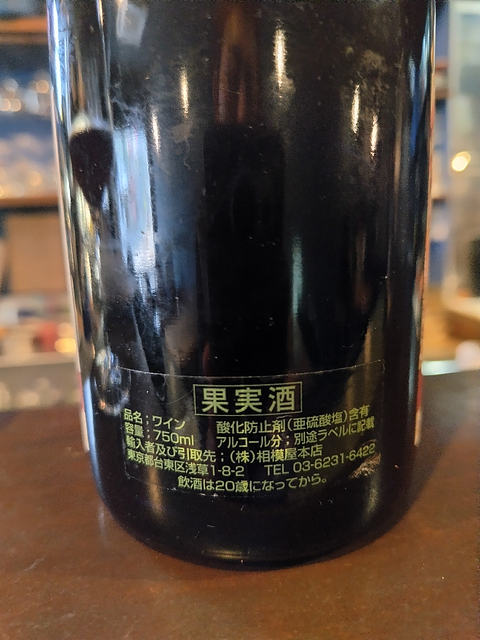 果実酒
品名：ワイン 酸化防止剤(亜硫酸塩)含有
容量：750ml アルコール分：別途ラベルに記載
輸入者及び引取先：(株)相模屋本店
東京都台東区浅草1-8-2 TEL 03-6231-6422
飲酒は20歳になってから。